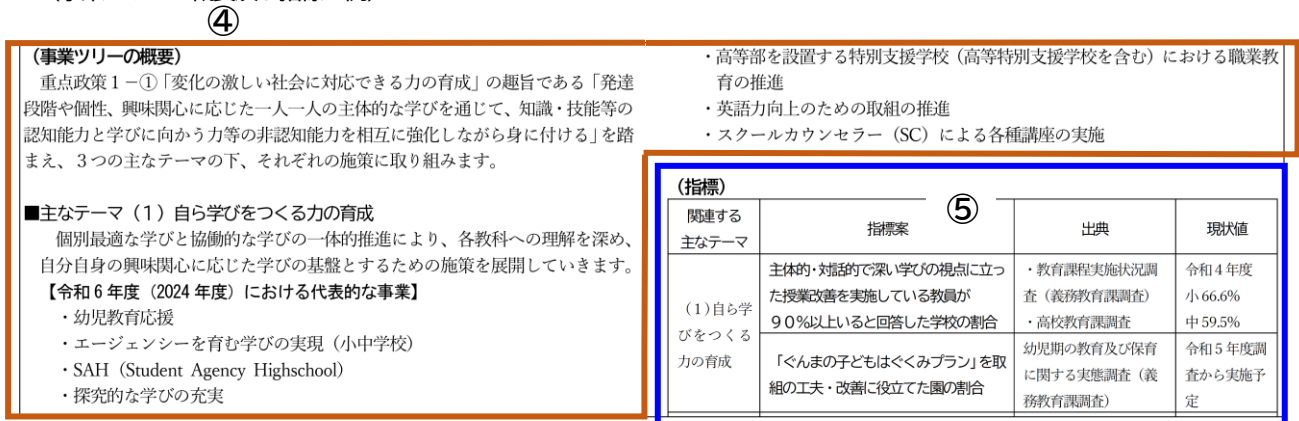 ④
（事業ツリーの概要）
重点政策１－①「変化の激しい社会に対応できる力の育成」の趣旨である「発達
段階や個性、興味関心に応じた一人一人の主体的な学びを通じて、知識・技能等の
認知能力と学びに向かう力等の非認知能力を相互に強化しながら身に付ける」を踏
まえ、３つの主なテーマの下、それぞれの施策に取り組みます。
■主なテーマ（１）自ら学びをつくる力の育成
個別最適な学びと協働的な学びの一体的推進により、各教科への理解を深め、
自分自身の興味関心に応じた学びの基盤とするための施策を展開していきます。
【令和６年度（2024 年度）における代表的な事業】
・幼児教育応援
・エージェンシーを育む学びの実現（小中学校）
・SAH（Student Agency Highschool）
・探究的な学びの充実
・高等部を設置する特別支援学校（高等特別支援学校を含む）における職業教
育の推進
・英語力向上のための取組の推進
・スクールカウンセラー（SC）による各種講座の実施
（指標）
⑤
関連する
主なテーマ
指標案
出典
現状値
（1）自ら学
びをつくる
力の育成
主体的・対話的で深い学びの視点に立っ
た授業改善を実施している教員が
９０％以上いると回答した学校の割合
・教育課程実施状況調
査（義務教育課調査）
・高校教育課調査
令和４年度
小 66.6%
中 59.5%
「ぐんまの子どもはぐくみプラン」を取
組の工夫・改善に役立てた園の割合
幼児期の教育及び保育
に関する実態調査（義
務教育課調査）
令和５年度調
査から実施予
定